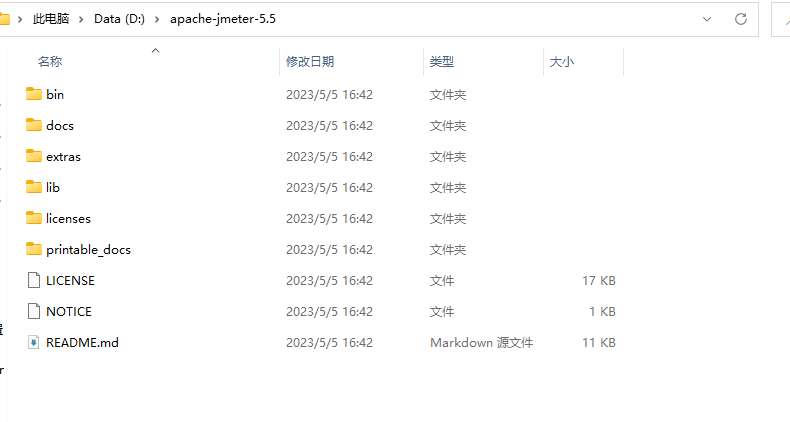 此电脑 > Data (D:) > apache-jmeter-5.5
名称 修改日期 类型 大小
bin 2023/5/5 16:42 文件夹
docs 2023/5/5 16:42 文件夹
extras 2023/5/5 16:42 文件夹
lib 2023/5/5 16:42 文件夹
licenses 2023/5/5 16:42 文件夹
printable_docs 2023/5/5 16:42 文件夹
LICENSE 2023/5/5 16:42 文件 17 KB
NOTICE 2023/5/5 16:42 文件 1 KB
README.md 2023/5/5 16:42 Markdown 源文件 11 KB